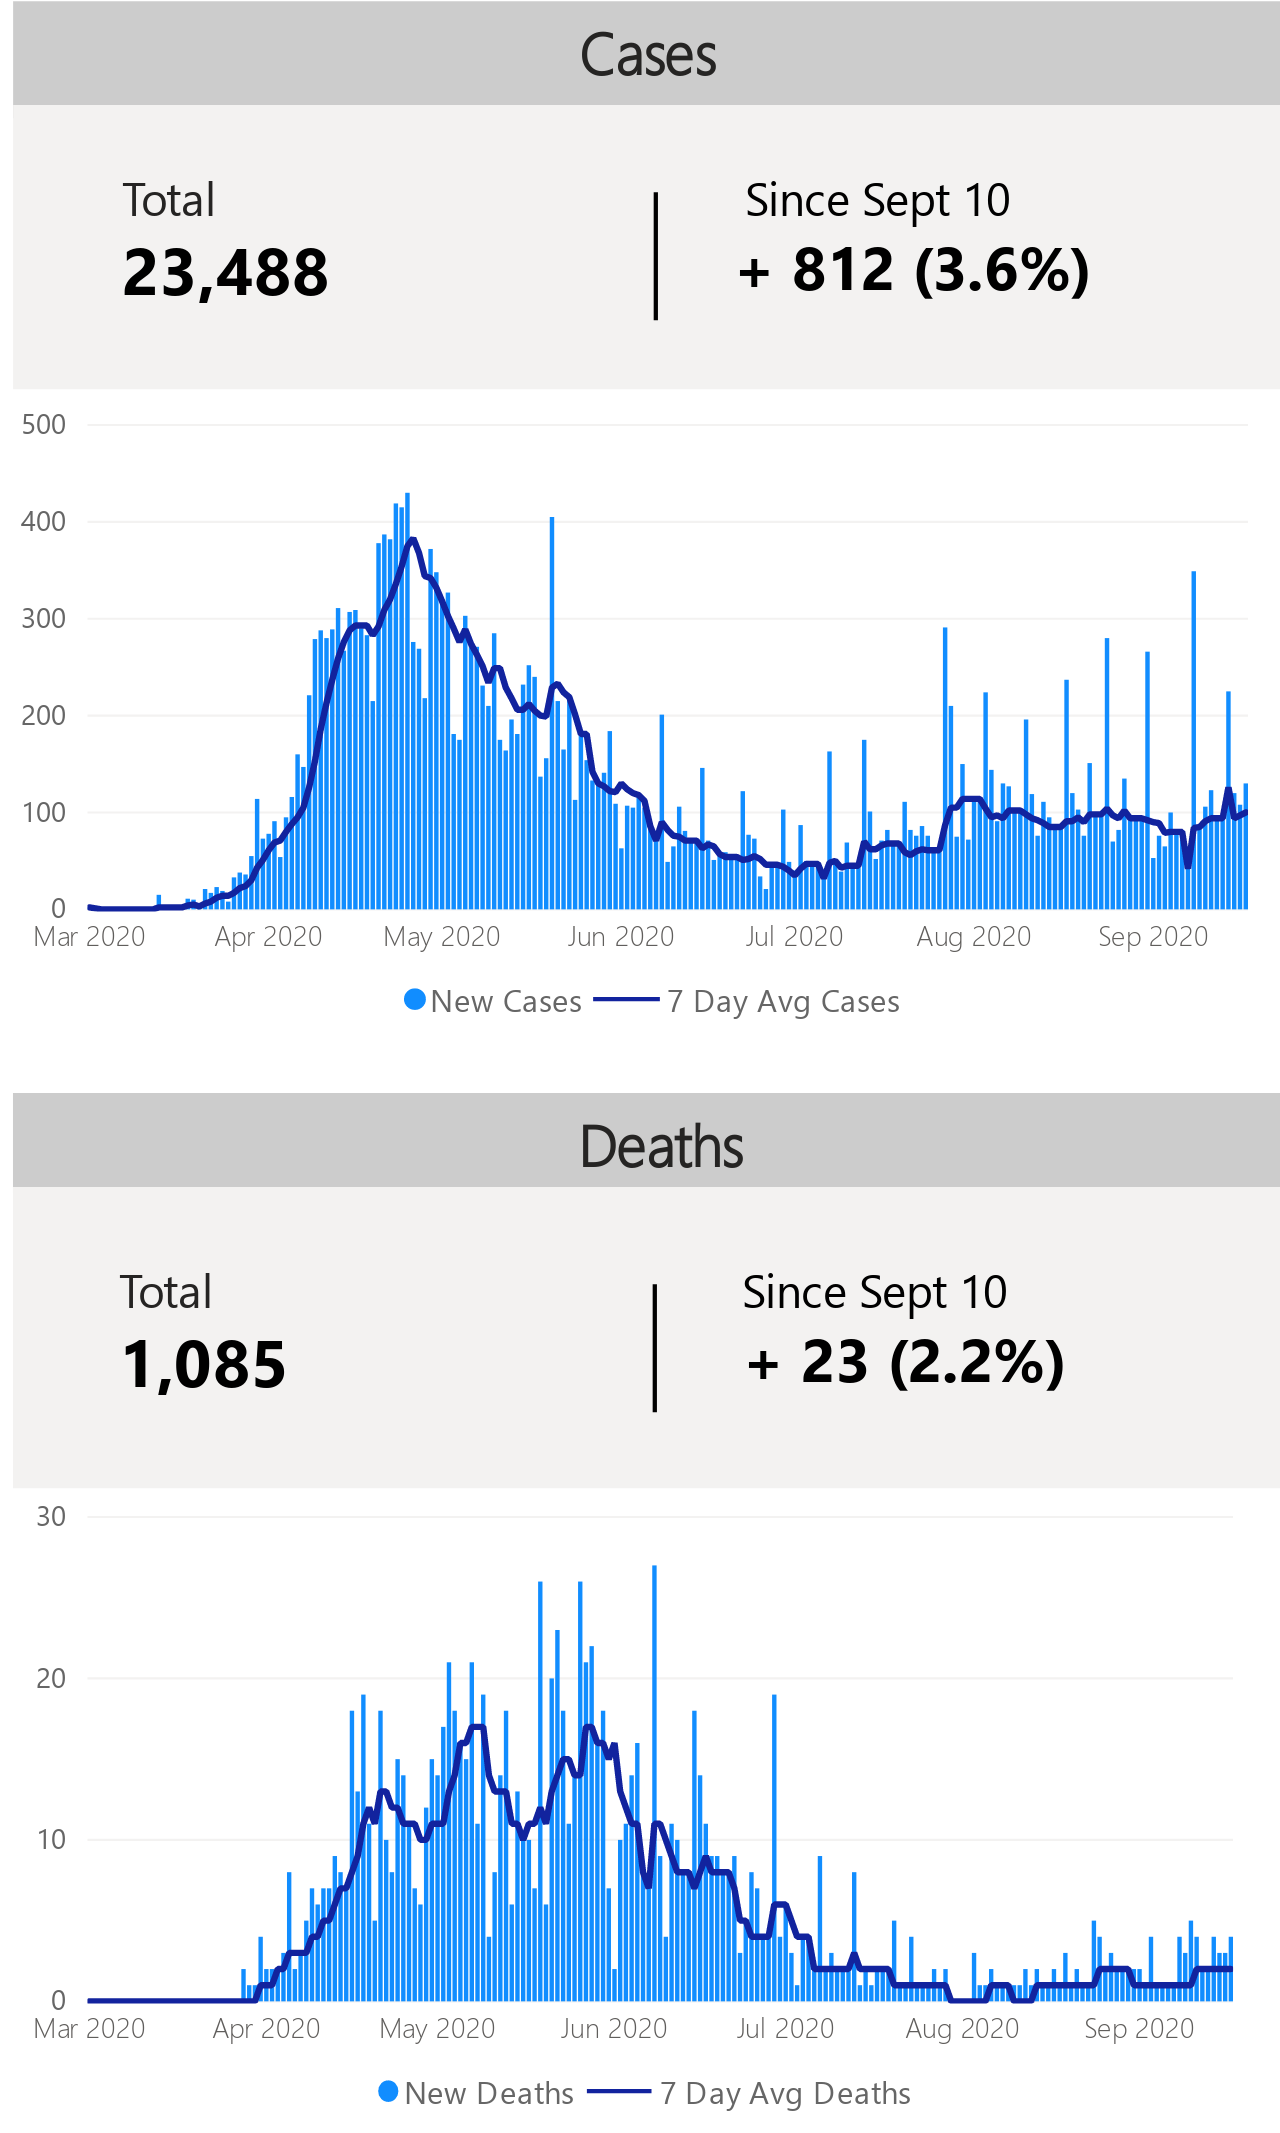 Cases
Total
Since Sept 10
23,488
+ 812 (3.6%)
500
400
300
200
100
0
Mar 2020 Apr 2020 May 2020 Jun 2020 Jul 2020 Aug 2020 Sep 2020
New Cases 7 Day Avg Cases
Deaths
Total
Since Sept 10
1,085
+ 23 (2.2%)
30
20
10
0
Mar 2020 Apr 2020 May 2020 Jun 2020 Jul 2020 Aug 2020 Sep 2020
New Deaths 7 Day Avg Deaths